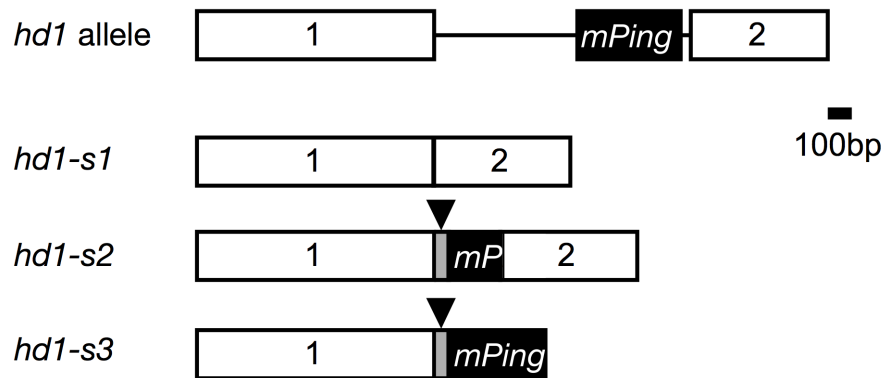 hd1 allele 1 mPing 2
100bp
hd1-s1 1 2
hd1-s2 1 mP 2
hd1-s3 1 mPing